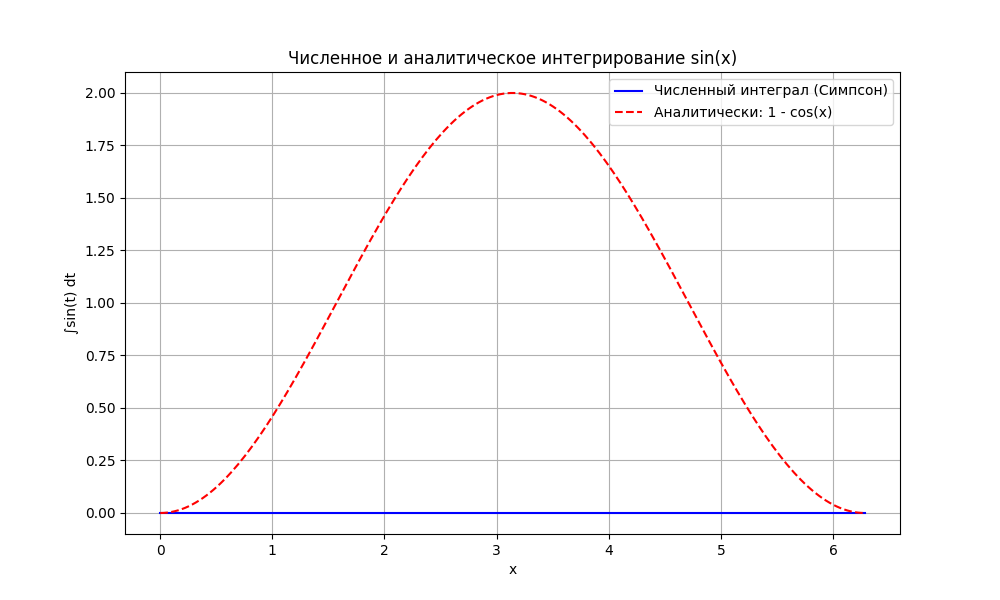 Численное и аналитическое интегрирование sin(x)
Численный интеграл (Симпсон)
Аналитически: 1 - cos(x)
∫sin(t) dt
2.00
1.75
1.50
1.25
1.00
0.75
0.50
0.25
0.00
0 1 2 3 4 5 6
x